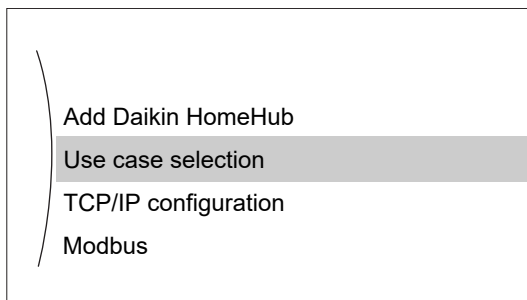 Add Daikin HomeHub
Use case selection
TCP/IP configuration
Modbus